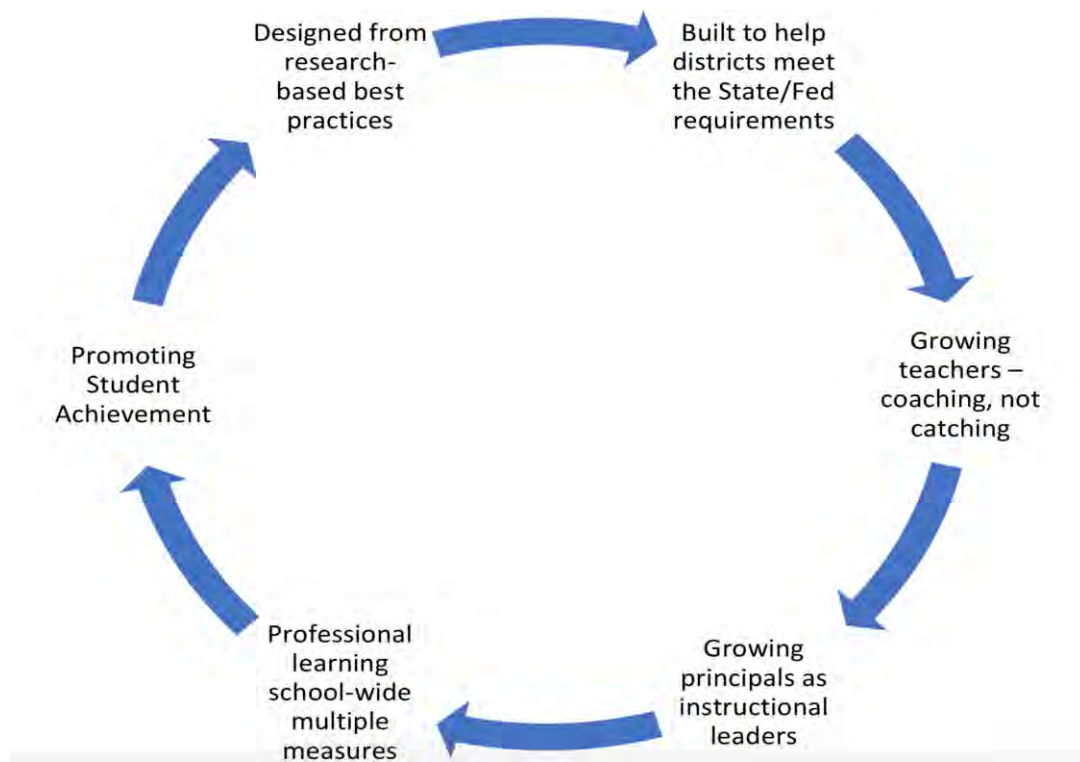 Designed from
research-
based best
practices
Built to help
districts meet
the State/Fed
requirements
Growing
teachers –
coaching, not
catching
Growing
principals as
instructional
leaders
Professional
learning
school-wide
multiple
measures
Promoting
Student
Achievement